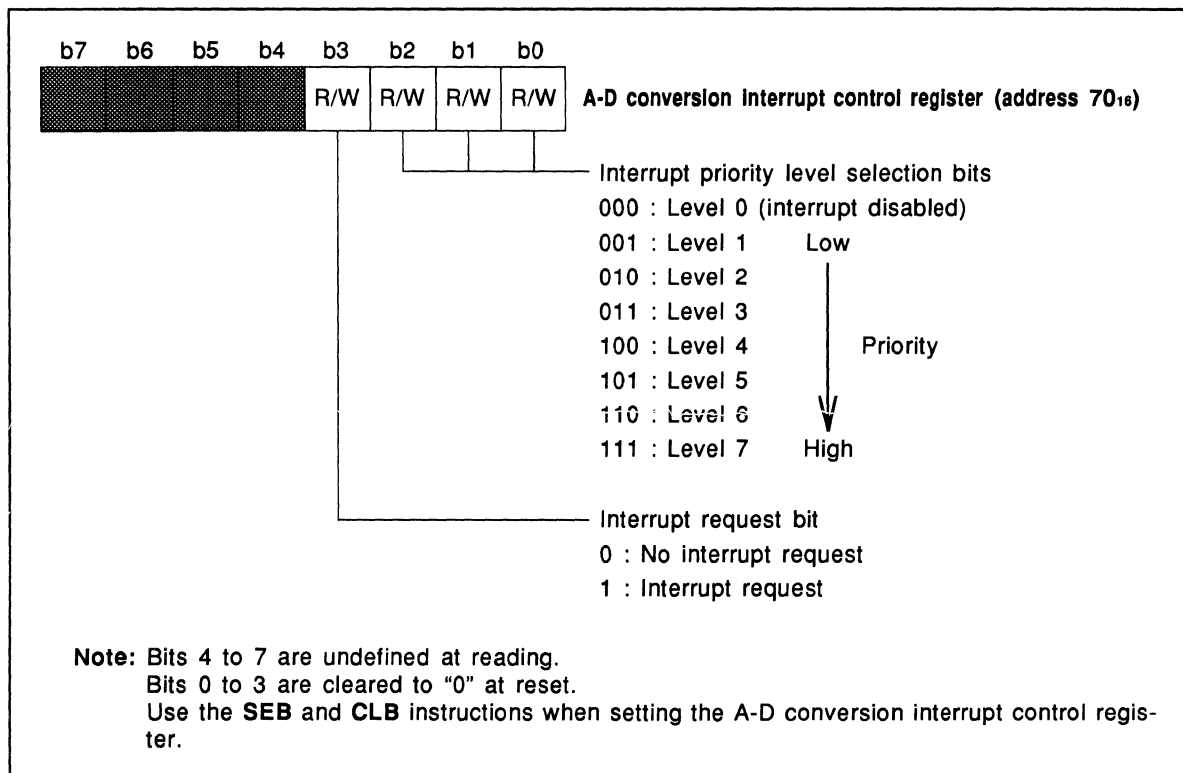 b7 b6 b5 b4 b3 b2 b1 b0
R/W R/W R/W R/W A-D conversion interrupt control register (address 70₁₆)
Interrupt priority level selection bits
000 : Level 0 (interrupt disabled)
001 : Level 1 Low
010 : Level 2
011 : Level 3
100 : Level 4 Priority
101 : Level 5
110 : Level 6
111 : Level 7 High
Interrupt request bit
0 : No interrupt request
1 : Interrupt request
Note: Bits 4 to 7 are undefined at reading.
Bits 0 to 3 are cleared to “0” at reset.
Use the SEB and CLB instructions when setting the A-D conversion interrupt control regis-
ter.